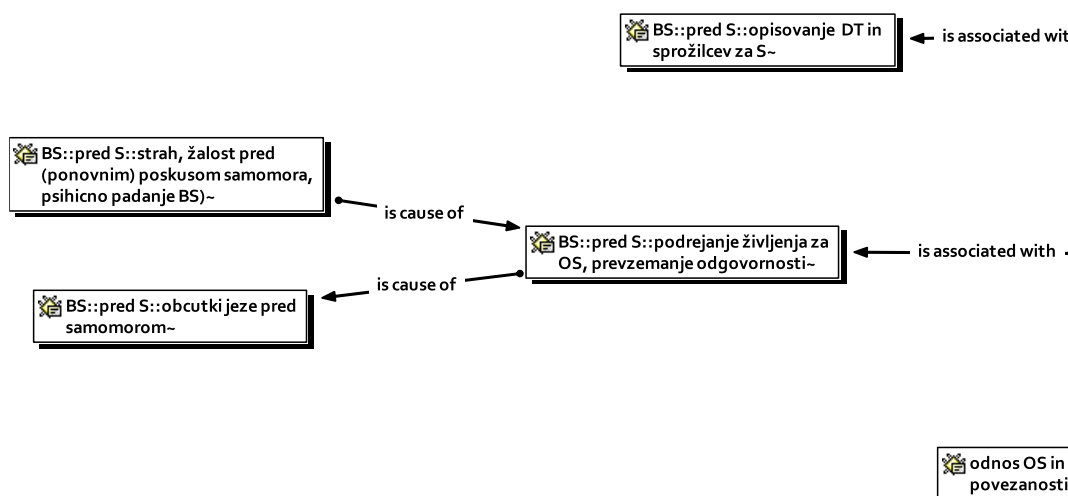 BS::pred S::opisovanje DT in
sprožilcev za S~
is associated wit
BS::pred S::strah, žalost pred
(ponovnim) poskusom samomora,
psihicno padanje BS)~
is cause of
BS::pred S::podrejanje življenja za
OS, prevzemanje odgovornosti~
is associated with
is cause of
BS::pred S::obcutki jeze pred
samomorom~
odnos OS in
povezanosti